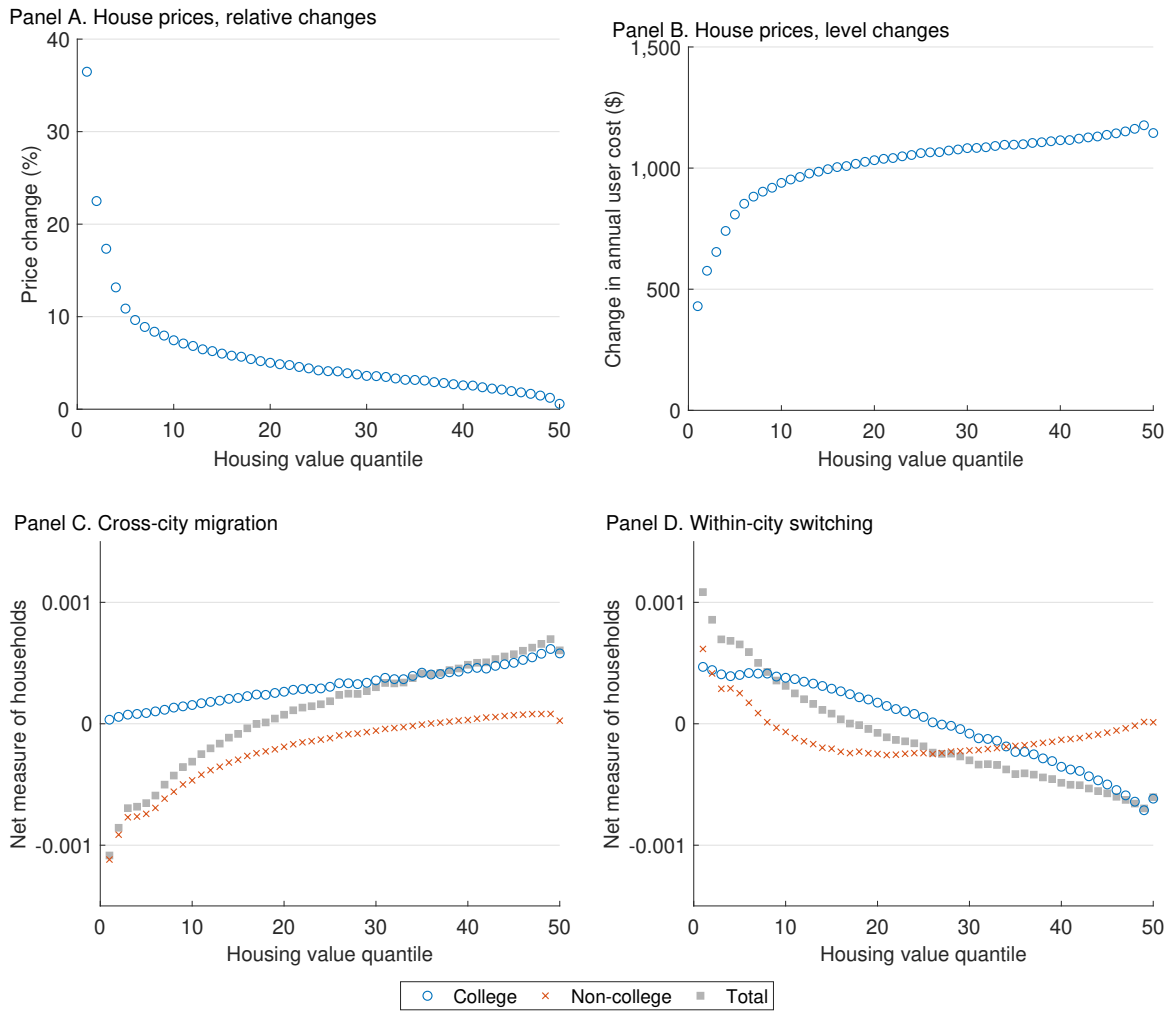 Panel A. House prices, relative changes
40
30
20
10
0
Price change (%)
0 10 20 30 40 50
Housing value quantile
Panel B. House prices, level changes
1,500
1,000
500
0
Change in annual user cost ($)
0 10 20 30 40 50
Housing value quantile
Panel C. Cross-city migration
0.001
0
-0.001
Net measure of households
0 10 20 30 40 50
Housing value quantile
Panel D. Within-city switching
0.001
0
-0.001
Net measure of households
0 10 20 30 40 50
Housing value quantile
College Non-college Total